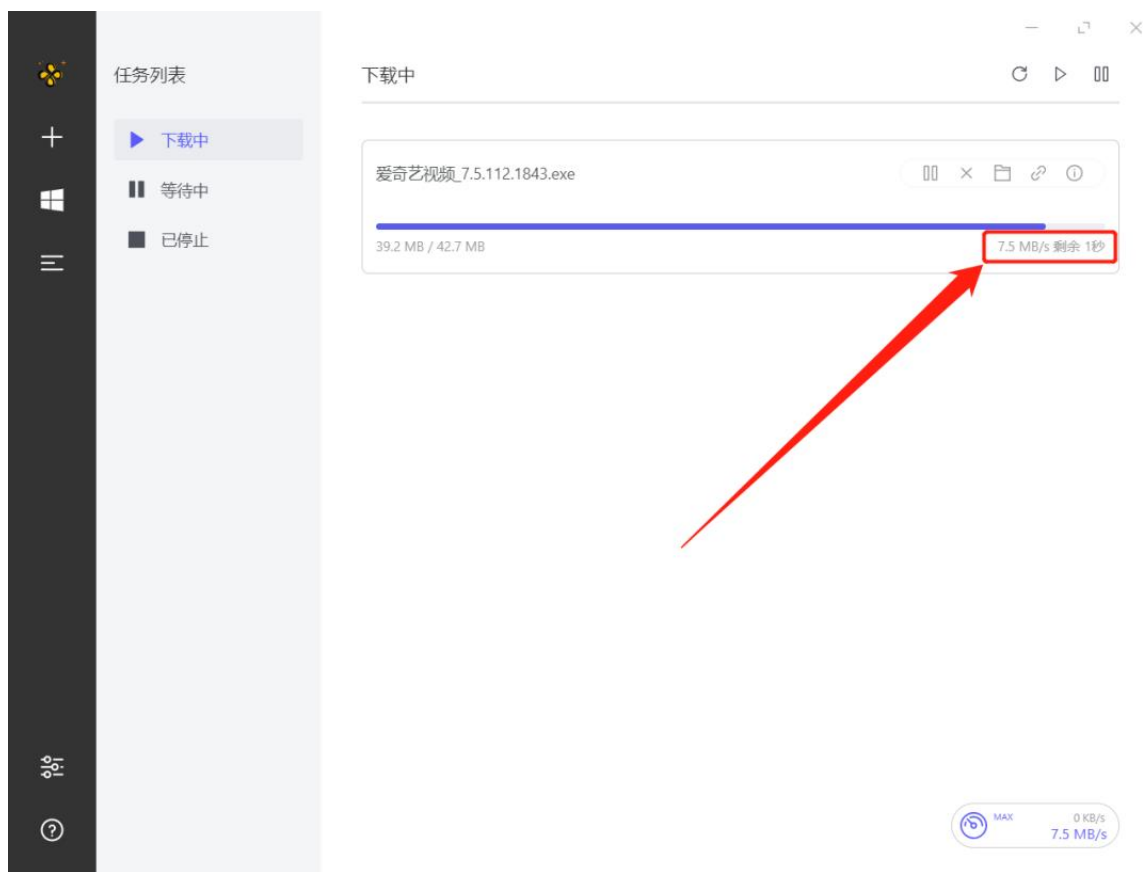 任务列表
下载中
等待中
已停止
下载中
爱奇艺视频_7.5.112.1843.exe
39.2 MB / 42.7 MB
7.5 MB/s 剩余 1秒
MAX
0 KB/s
7.5 MB/s